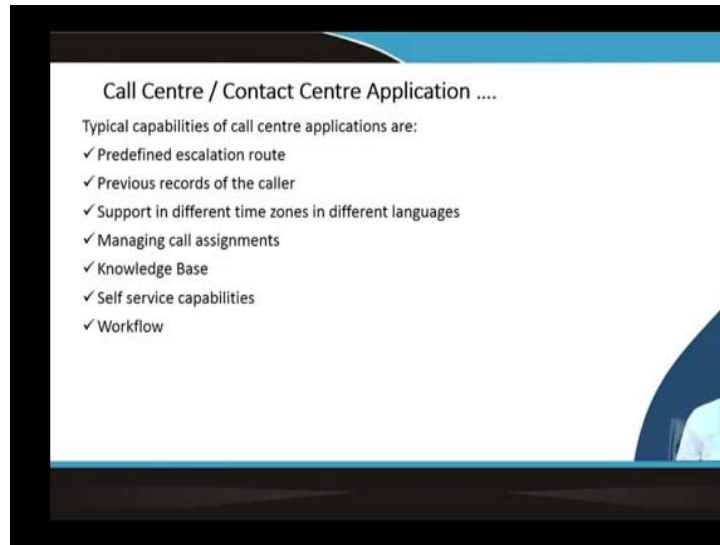 Call Centre / Contact Centre Application ....
Typical capabilities of call centre applications are:
✓ Predefined escalation route
✓ Previous records of the caller
✓ Support in different time zones in different languages
✓ Managing call assignments
✓ Knowledge Base
✓ Self service capabilities
✓ Workflow